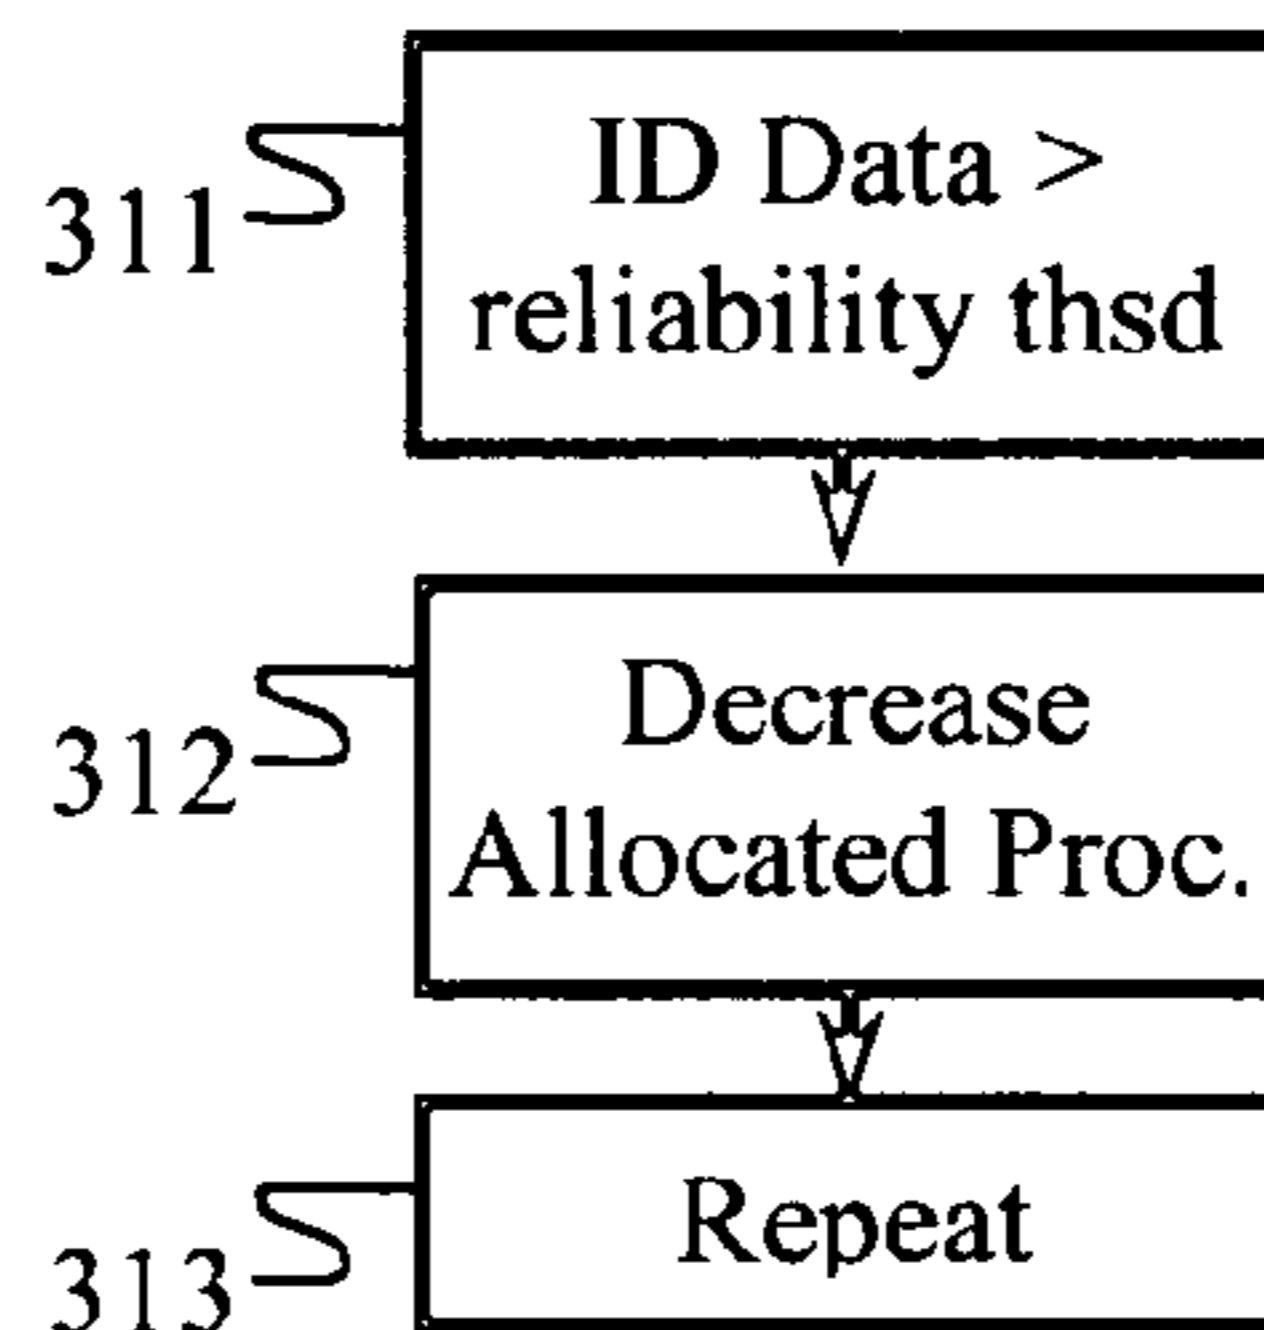 311
ID Data >
reliability thsd
312
Decrease
Allocated Proc.
313
Repeat